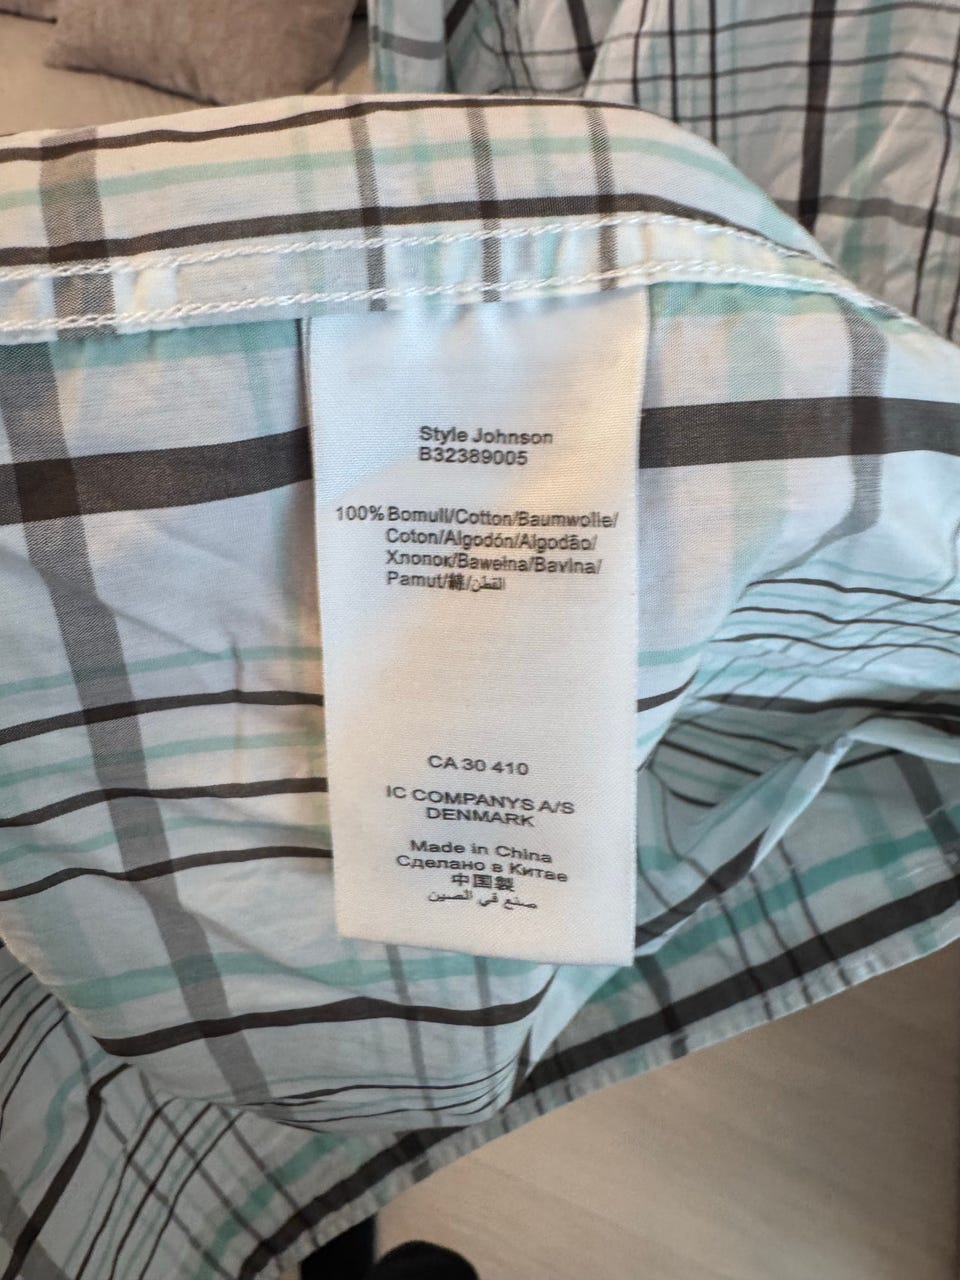 Style Johnson
B32389005
100% Bomull/Cotton/Baumwolle/
Coton/Algodón/Algodão/
Хлопок/Bawełna/Bavlna/
Pamut/綿/القطن
CA 30 410
IC COMPANYS A/S
DENMARK
Made in China
Сделано в Китае
中国製
صنع في الصين